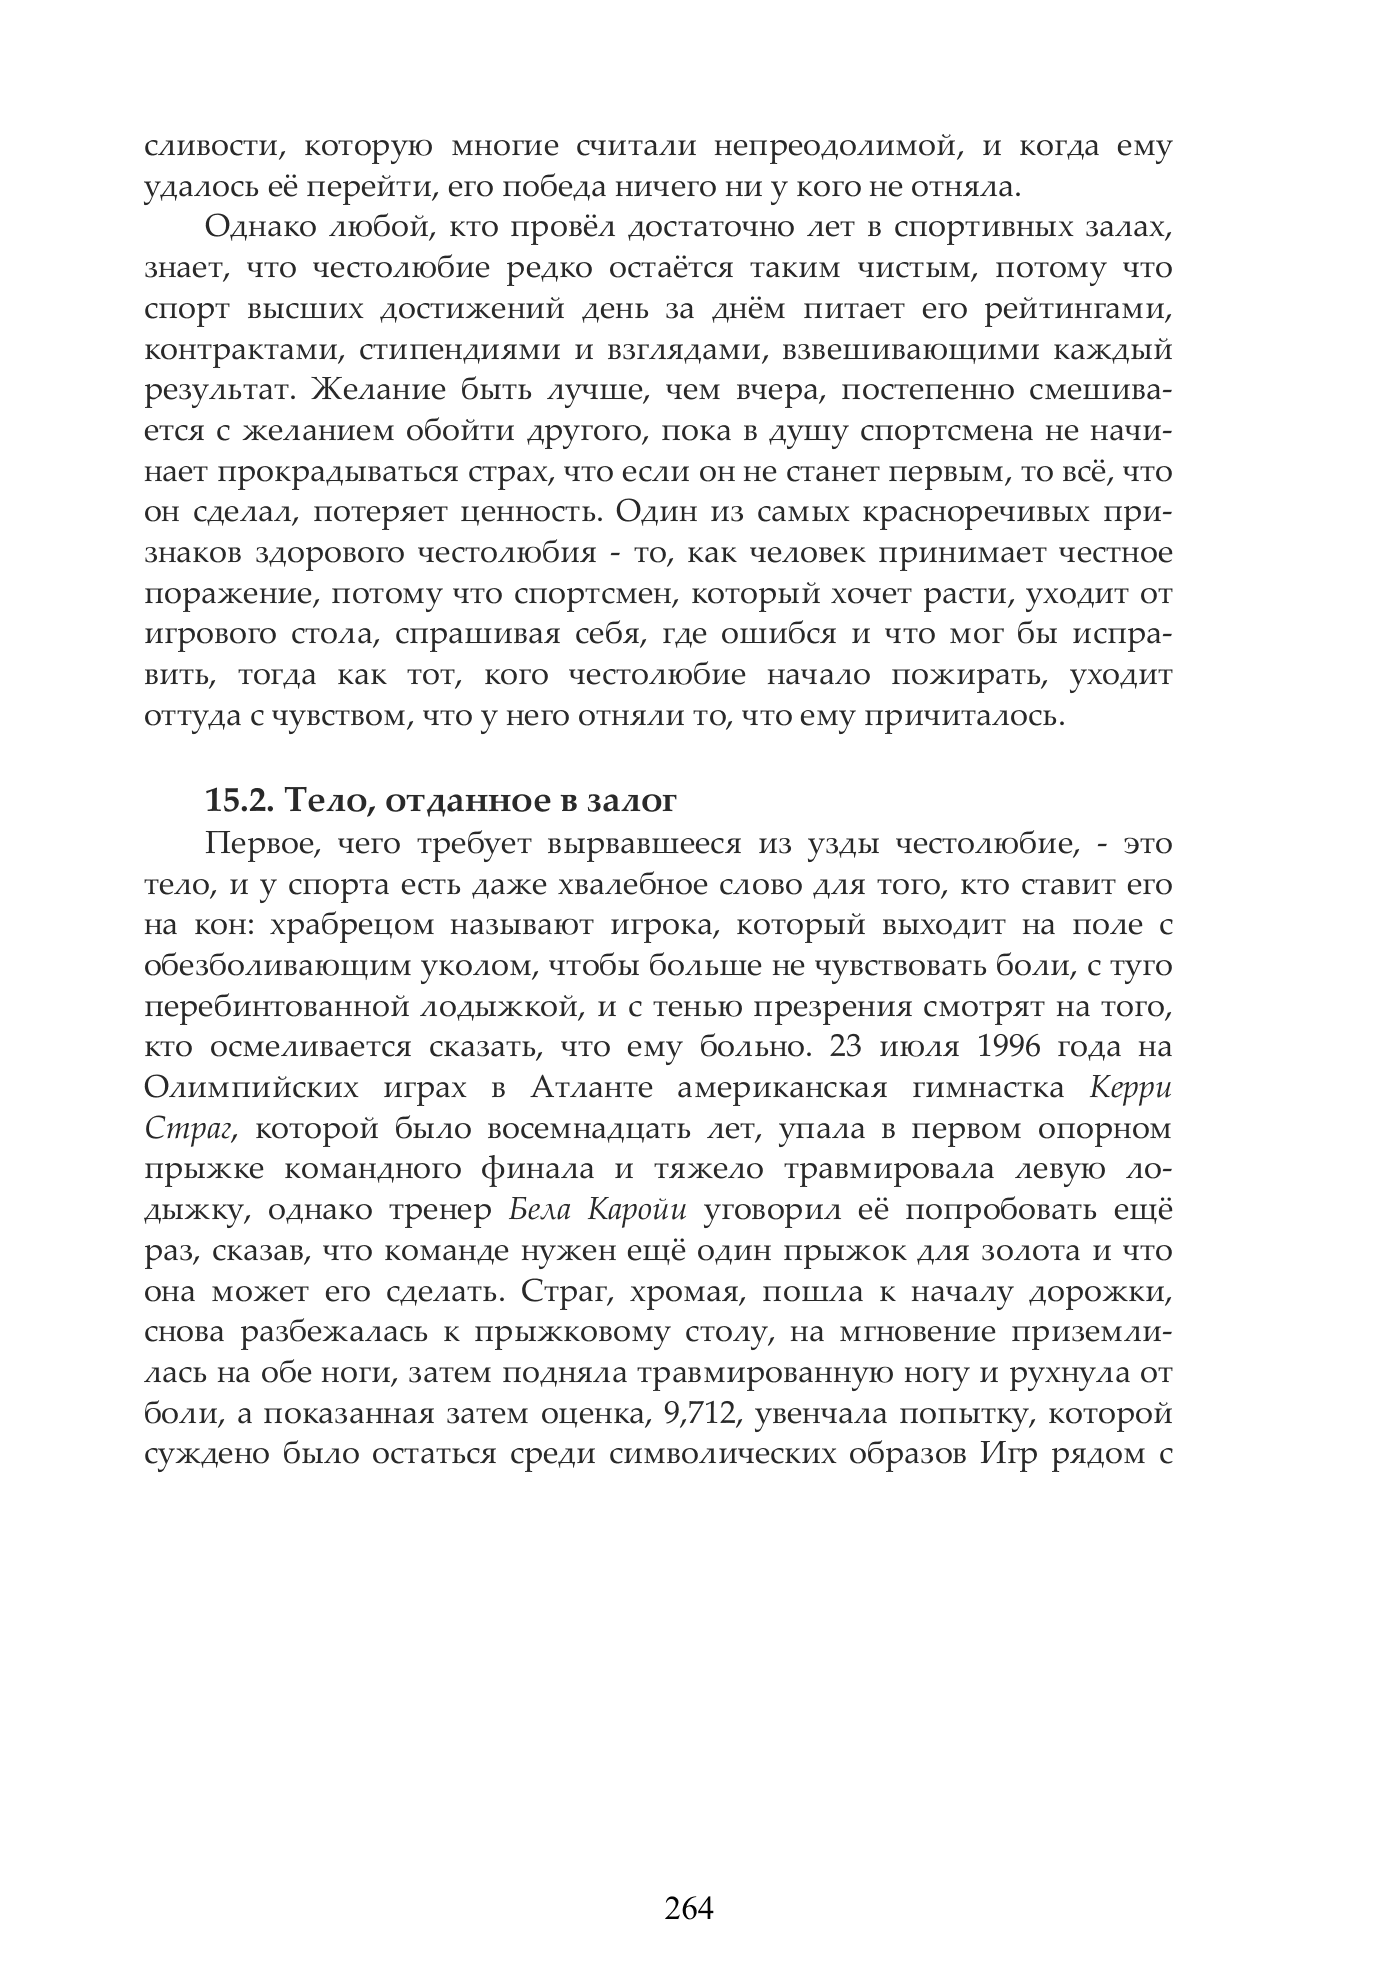 сливости, которую многие считали непреодолимой, и когда ему
удалось её перейти, его победа ничего ни у кого не отняла.
Однако любой, кто провёл достаточно лет в спортивных залах,
знает, что честолюбие редко остаётся таким чистым, потому что
спорт высших достижений день за днём питает его рейтингами,
контрактами, стипендиями и взглядами, взвешивающими каждый
результат. Желание быть лучше, чем вчера, постепенно смешива-
ется с желанием обойти другого, пока в душу спортсмена не начи-
нает прокрадываться страх, что если он не станет первым, то всё, что
он сделал, потеряет ценность. Один из самых красноречивых при-
знаков здорового честолюбия - то, как человек принимает честное
поражение, потому что спортсмен, который хочет расти, уходит от
игрового стола, спрашивая себя, где ошибся и что мог бы испра-
вить, тогда как тот, кого честолюбие начало пожирать, уходит
оттуда с чувством, что у него отняли то, что ему причиталось.
15.2. Тело, отданное в залог
Первое, чего требует вырвавшееся из узды честолюбие, - это
тело, и у спорта есть даже хвалебное слово для того, кто ставит его
на кон: храбрецом называют игрока, который выходит на поле с
обезболивающим уколом, чтобы больше не чувствовать боли, с туго
перебинтованной лодыжкой, и с тенью презрения смотрят на того,
кто осмеливается сказать, что ему больно. 23 июля 1996 года на
Олимпийских играх в Атланте американская гимнастка Керри
Страг, которой было восемнадцать лет, упала в первом опорном
прыжке командного финала и тяжело травмировала левую ло-
дыжку, однако тренер Бела Каройи уговорил её попробовать ещё
раз, сказав, что команде нужен ещё один прыжок для золота и что
она может его сделать. Страг, хромая, пошла к началу дорожки,
снова разбежалась к прыжковому столу, на мгновение приземли-
лась на обе ноги, затем подняла травмированную ногу и рухнула от
боли, а показанная затем оценка, 9,712, увенчала попытку, которой
суждено было остаться среди символических образов Игр рядом с
264